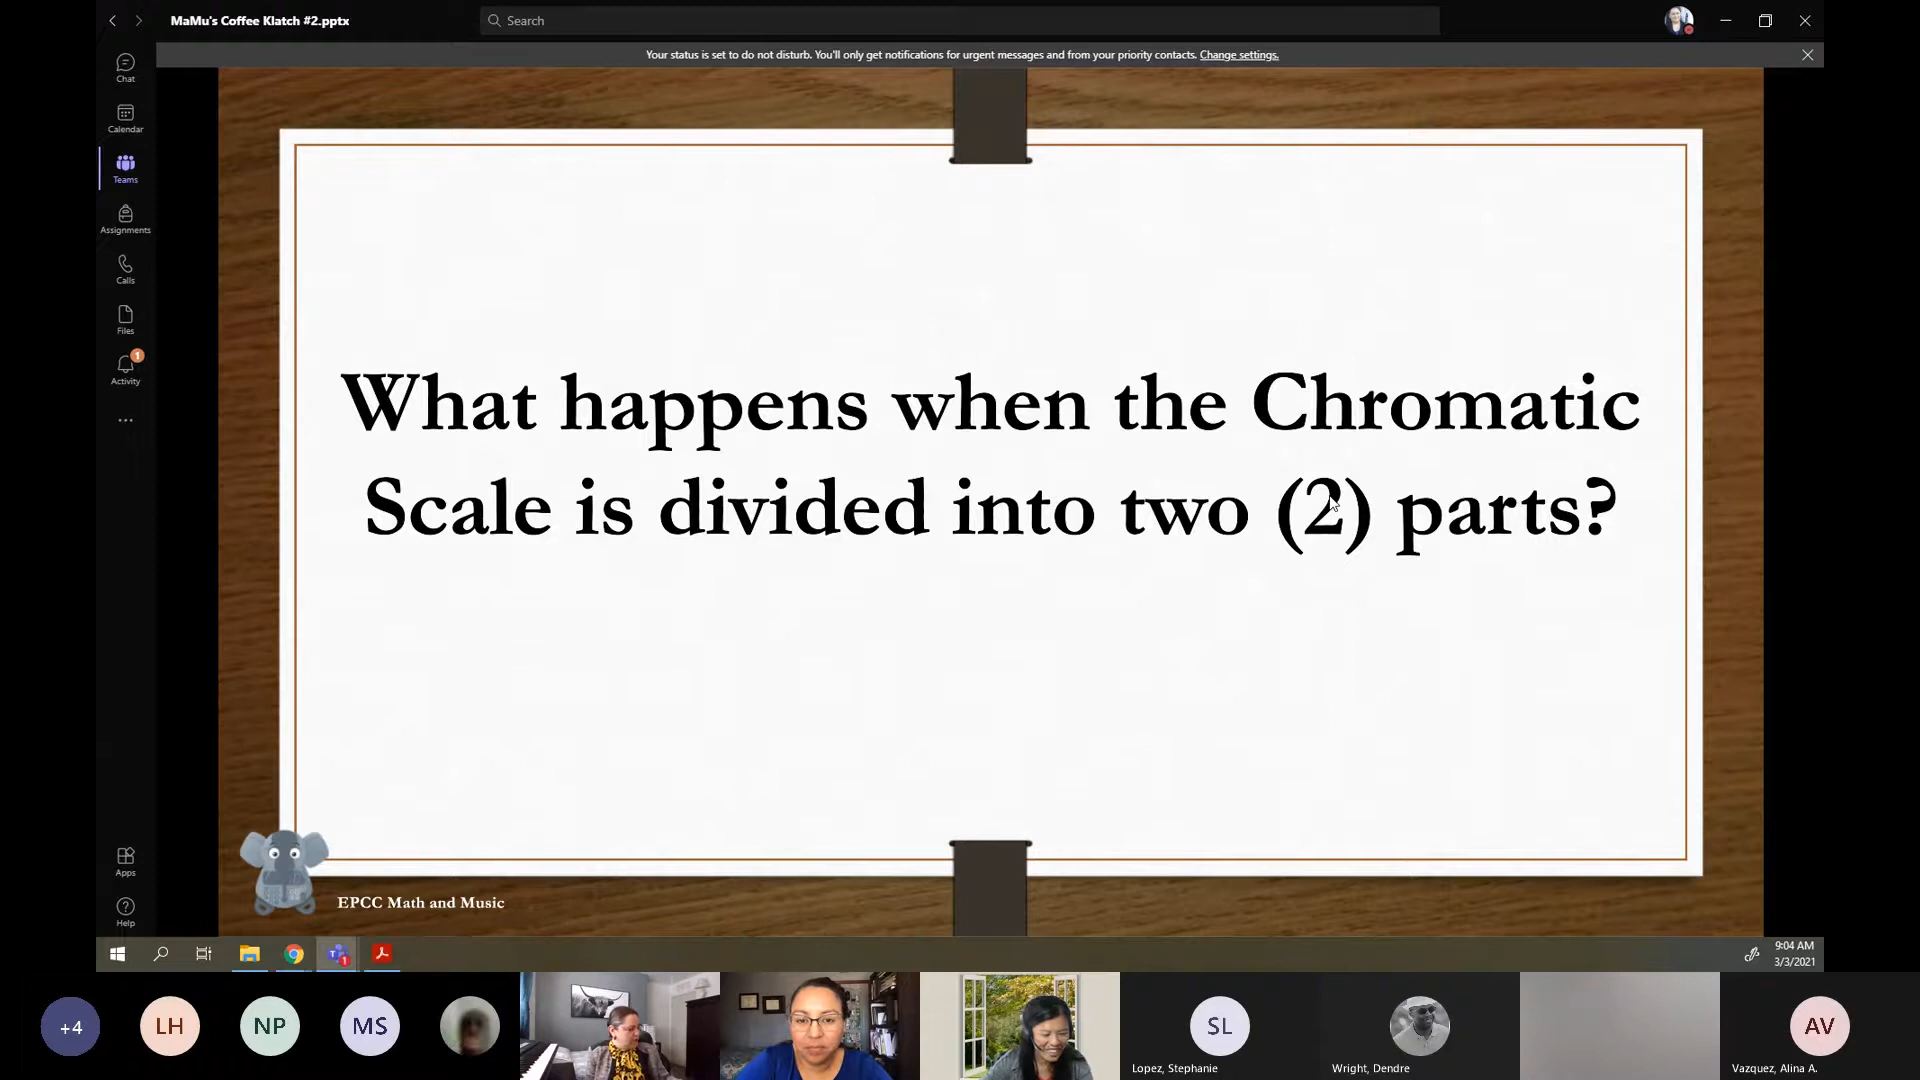 MaMu's Coffee Klatch #2.pptx
Search
Your status is set to do not disturb. You'll only get notifications for urgent messages and from your priority contacts. Change settings.
Chat
Calendar
Teams
Assignments
Calls
Files
1
Activity
Apps
Help
What happens when the Chromatic
Scale is divided into two (2) parts?
EPCC Math and Music
1
9:04 AM
3/3/2021
+4
LH
NP
MS
SL
AV
Lopez, Stephanie
Wright, Dendre
Vazquez, Alina A.